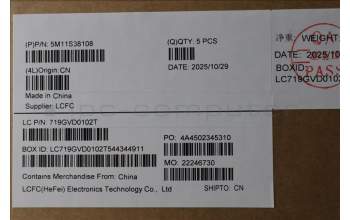 (P)P/N: 5M11S38108
(Q)QTY: 5 PCS
净重 WEIGHT:
(4L)Origin: CN
DATE: 2025/10/29
DATE: 2025/10/
BOXID:
PASS
LC719GVD010
Made in China
Supplier: LCFC
LC P/N: 719GVD0102T
PO: 4A4502345310
BOX ID: LC719GVD0102T544344911
MO: 22246730
Contains Merchandise From: China
LCFC(HeFei) Electronics Technology Co., Ltd
SHIPTO: CN